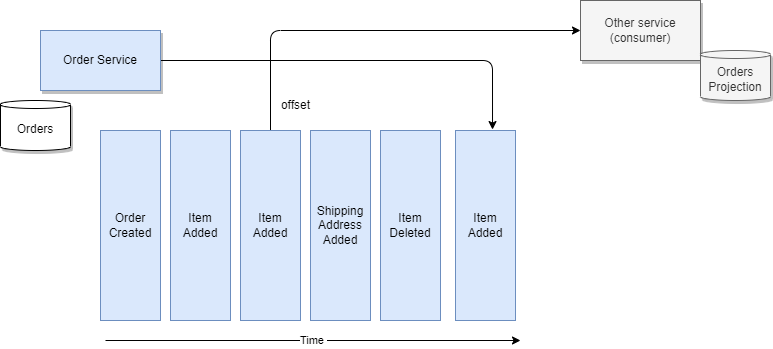 Other service
(consumer)
Order Service
Orders
Projection
offset
Orders
Order
Created
Item
Added
Item
Added
Shipping
Address
Added
Item
Deleted
Item
Added
Time